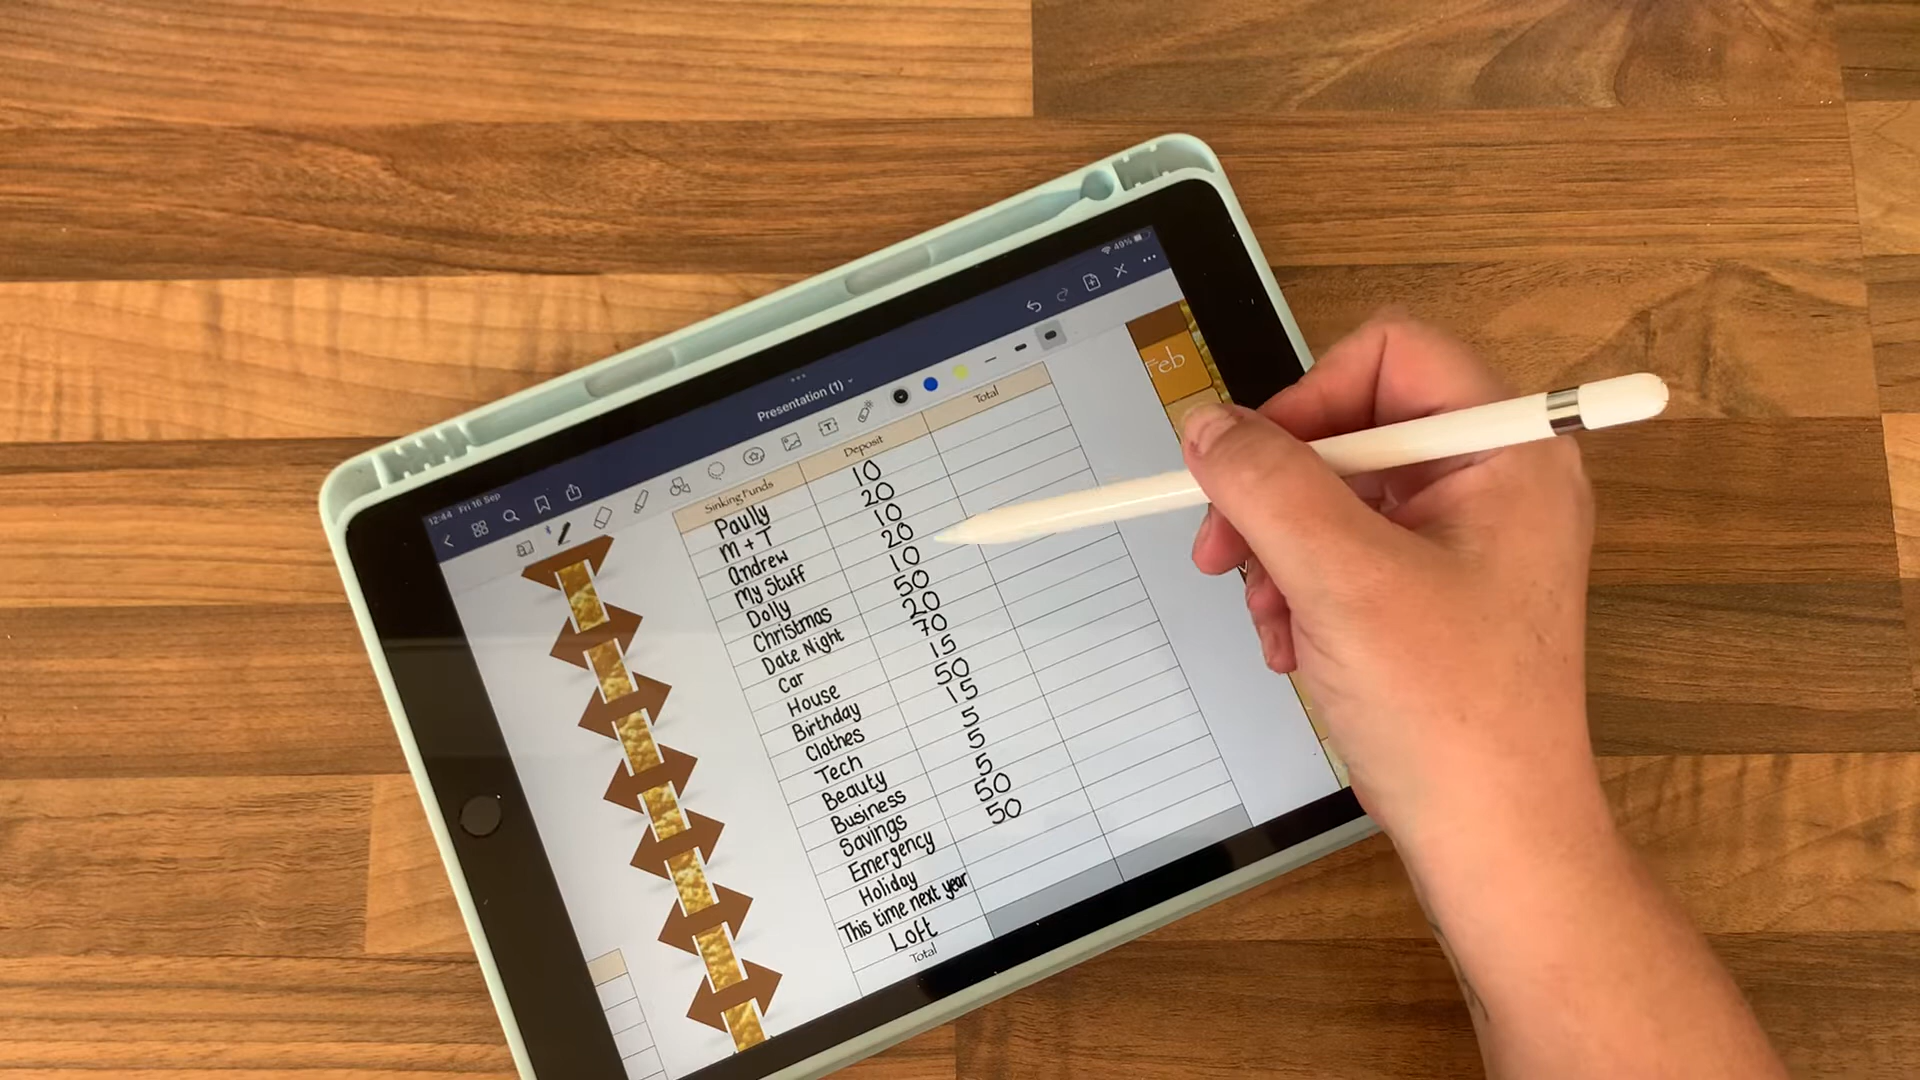 12:44 Fri 16 Sep
49%
Presentation (1)
Sinking Funds Deposit Total
Paully 10
M + T 20
Andrew 10
My Stuff 20
Dolly 10
Christmas 50
Date Night 20
Car 70
House 15
Birthday 50
Clothes 15
Tech 5
Beauty 5
Business 5
Savings 50
Emergency 50
Holiday
This time next year
Loft
Total
Feb